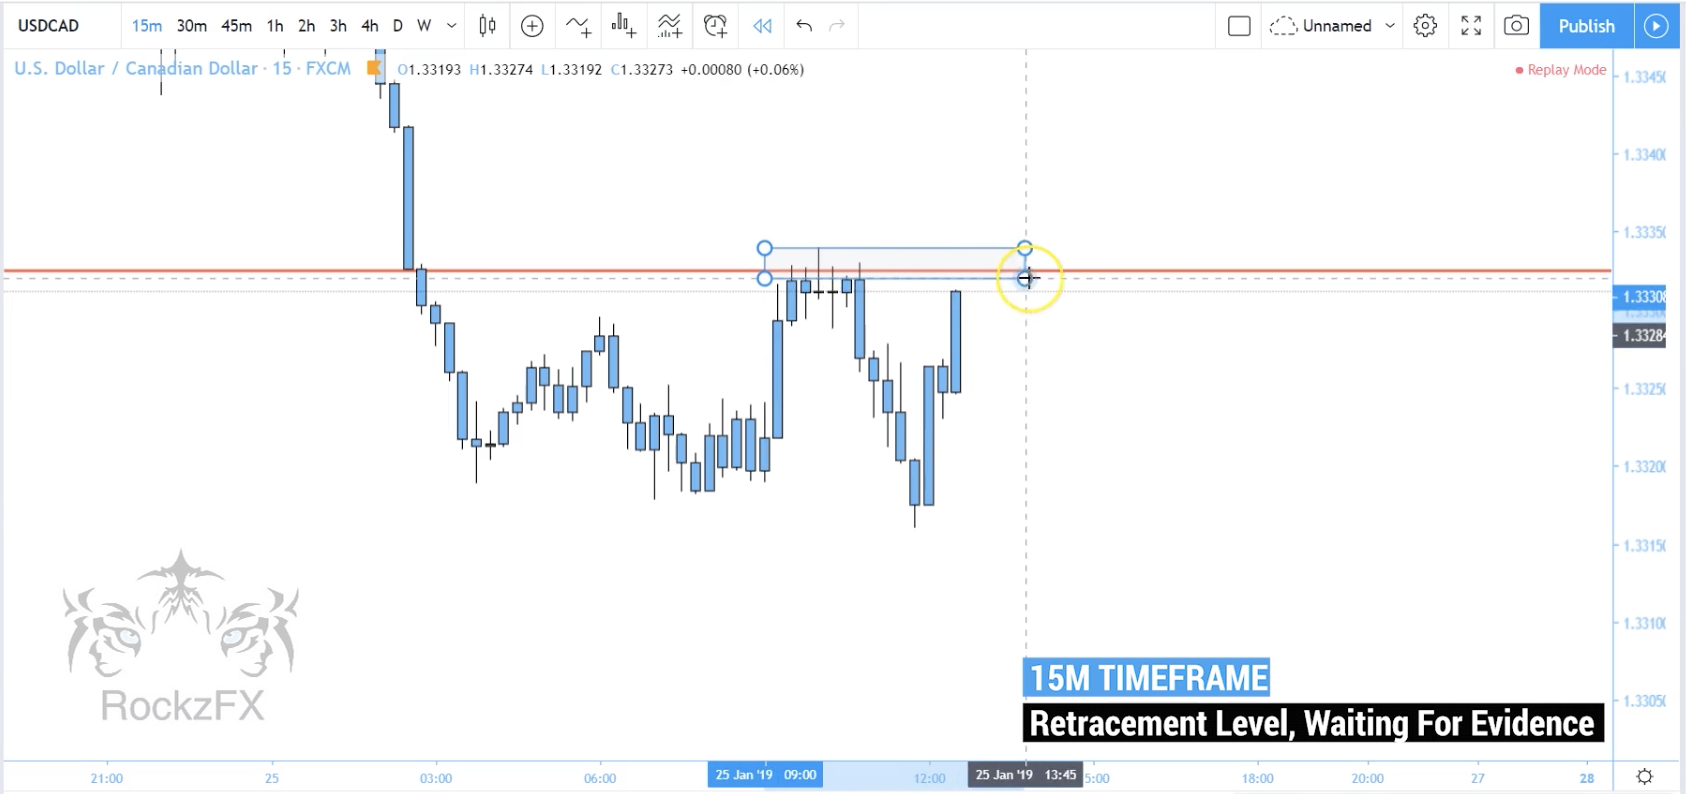 USDCAD 15m 30m 45m 1h 2h 3h 4h D W Unnamed Publish
U.S. Dollar / Canadian Dollar · 15 · FXCM O1.33193 H1.33274 L1.33192 C1.33273 +0.00080 (+0.06%) Replay Mode
1.3345
1.3340
1.3335
1.3330
1.3328
1.3325
1.3320
1.3315
1.3310
1.3305
RockzFX
15M TIMEFRAME
Retracement Level, Waiting For Evidence
21:00 25 03:00 06:00 25 Jan '19 09:00 12:00 25 Jan '19 13:45 5:00 18:00 20:00 27 28